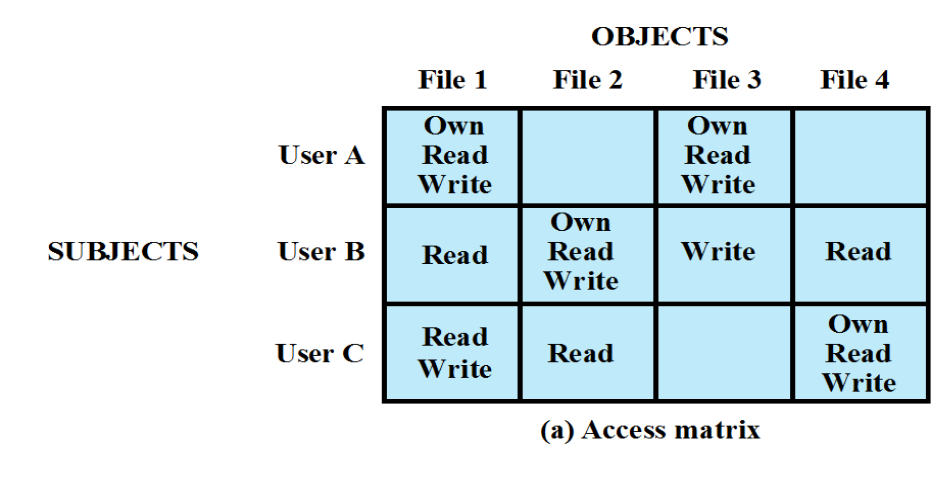 OBJECTS
File 1 File 2 File 3 File 4
User A
Own
Read
Write
Own
Read
Write
SUBJECTS
User B
Read
Own
Read
Write
Write
Read
User C
Read
Write
Read
Own
Read
Write
(a) Access matrix